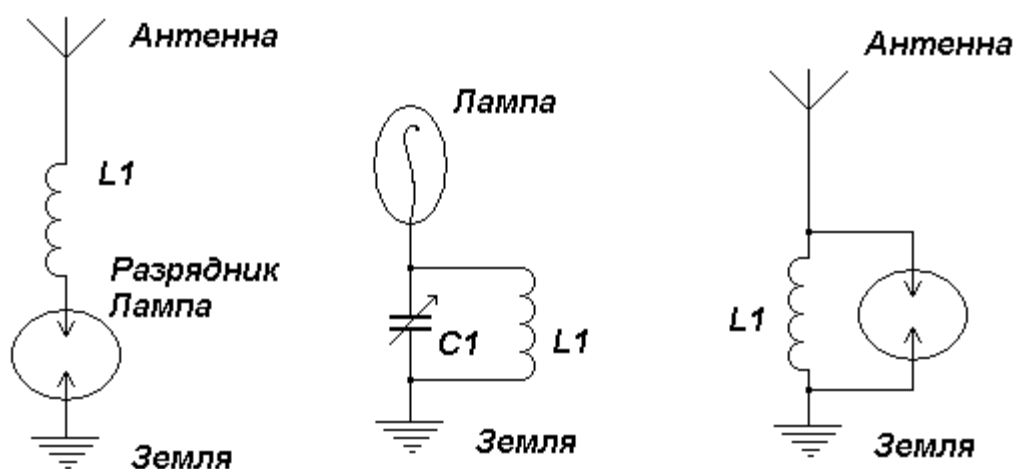 Антенна
L1
Разрядник
Лампа
Земля
Лампа
C1
L1
Земля
Антенна
L1
Земля